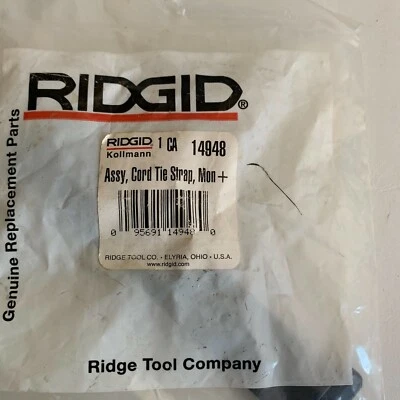 RIDGID®
Genuine Replacement Parts
RIDGID 1 CA 14948
Kollmann
Assy, Cord Tie Strap, Mon+
0 95691 14948 0
RIDGE TOOL CO. - ELYRIA, OHIO - U.S.A.
www.ridgid.com
Ridge Tool Company